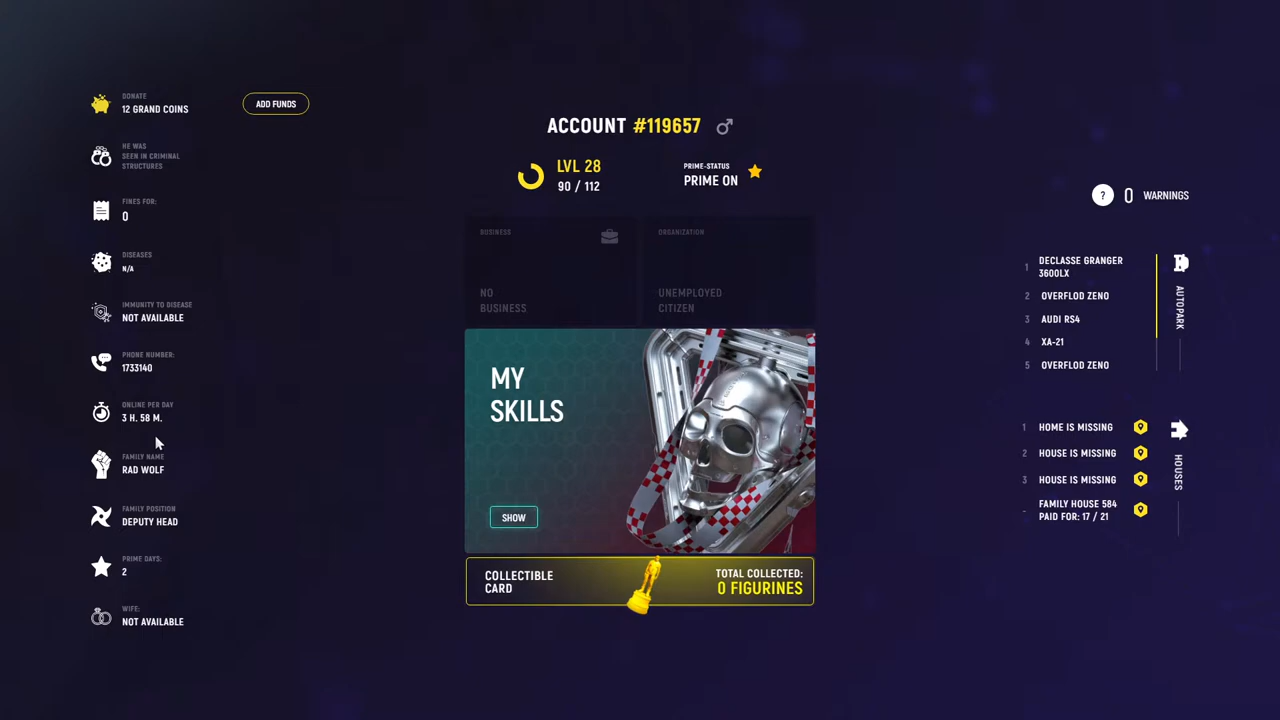 DONATE
12 GRAND COINS
ADD FUNDS
HE WAS
SEEN IN CRIMINAL
STRUCTURES
FINES FOR:
0
DISEASES
N/A
IMMUNITY TO DISEASE
NOT AVAILABLE
PHONE NUMBER:
1733140
ONLINE PER DAY
3 H. 58 M.
FAMILY NAME
RAD WOLF
FAMILY POSITION
DEPUTY HEAD
PRIME DAYS:
2
WIFE:
NOT AVAILABLE
ACCOUNT #119657
LVL 28
90 / 112
PRIME-STATUS
PRIME ON
BUSINESS
NO
BUSINESS
ORGANIZATION
UNEMPLOYED
CITIZEN
MY
SKILLS
SHOW
COLLECTIBLE
CARD
TOTAL COLLECTED:
0 FIGURINES
? 0 WARNINGS
1 DECLASSE GRANGER
3600LX
2 OVERFLOD ZENO
3 AUDI RS4
4 XA-21
5 OVERFLOD ZENO
AUTOPARK
1 HOME IS MISSING
2 HOUSE IS MISSING
3 HOUSE IS MISSING
- FAMILY HOUSE 584
PAID FOR: 17 / 21
HOUSES